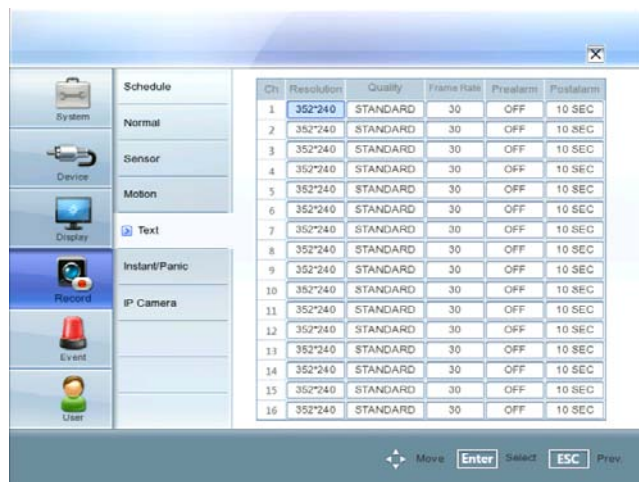 System
Device
Display
Record
Event
User
Schedule
Normal
Sensor
Motion
Text
Instant/Panic
IP Camera
Ch Resolution Quality Frame Rate Prealarm Postalarm
1 352*240 STANDARD 30 OFF 10 SEC
2 352*240 STANDARD 30 OFF 10 SEC
3 352*240 STANDARD 30 OFF 10 SEC
4 352*240 STANDARD 30 OFF 10 SEC
5 352*240 STANDARD 30 OFF 10 SEC
6 352*240 STANDARD 30 OFF 10 SEC
7 352*240 STANDARD 30 OFF 10 SEC
8 352*240 STANDARD 30 OFF 10 SEC
9 352*240 STANDARD 30 OFF 10 SEC
10 352*240 STANDARD 30 OFF 10 SEC
11 352*240 STANDARD 30 OFF 10 SEC
12 352*240 STANDARD 30 OFF 10 SEC
13 352*240 STANDARD 30 OFF 10 SEC
14 352*240 STANDARD 30 OFF 10 SEC
15 352*240 STANDARD 30 OFF 10 SEC
16 352*240 STANDARD 30 OFF 10 SEC
Move Enter Select ESC Prev.